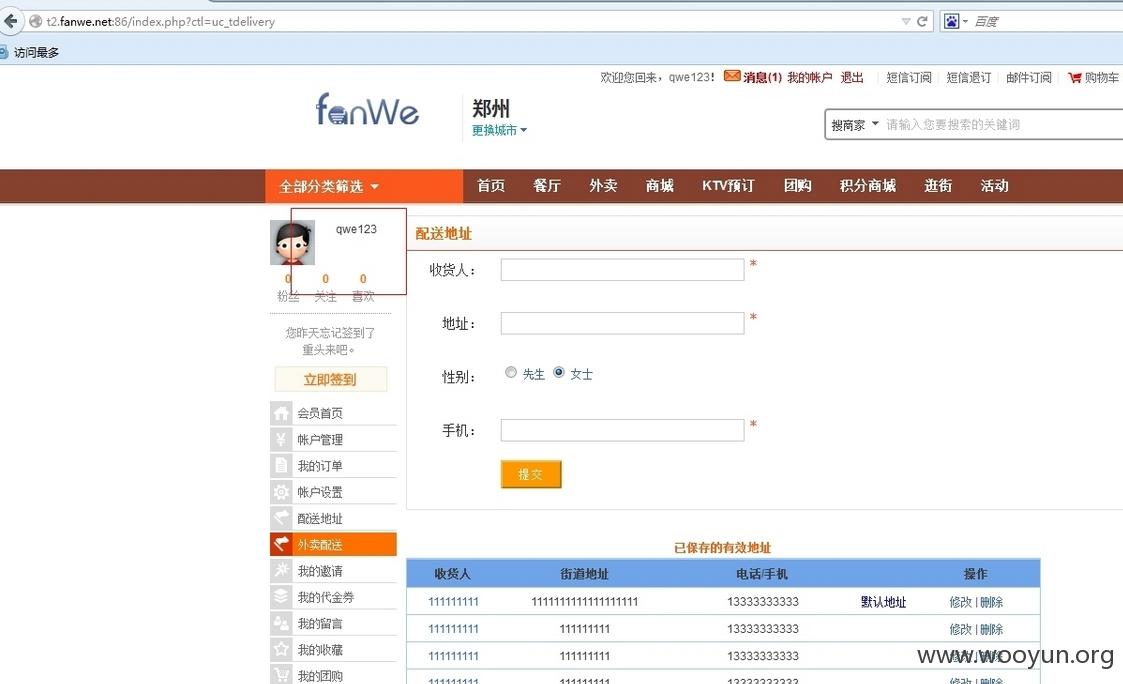 t2.fanwe.net:86/index.php?ctl=uc_tdelivery
百度
访问最多
欢迎您回来，qwe123! 消息(1) 我的帐户 退出 短信订阅 短信退订 邮件订阅 购物车
fanWe
郑州
更换城市
搜商家 请输入您要搜索的关键词
全部分类筛选 首页 餐厅 外卖 商城 KTV预订 团购 积分商城 逛街 活动
qwe123
0 0 0
粉丝 关注 喜欢
您昨天忘记签到了
重头来吧。
立即签到
会员首页
帐户管理
我的订单
帐户设置
配送地址
外卖配送
我的邀请
我的代金券
我的留言
我的收藏
我的团购
配送地址
收货人： *
地址： *
性别： 先生 女士
手机： *
提交
已保存的有效地址
收货人 街道地址 电话/手机 操作
111111111 1111111111111111111 13333333333 默认地址 修改 | 删除
111111111 111111111 13333333333 修改 | 删除
111111111 111111111 13333333333 修改 | 删除
111111111 111111111 13333333333 修改 | 删除
www.wooyun.org